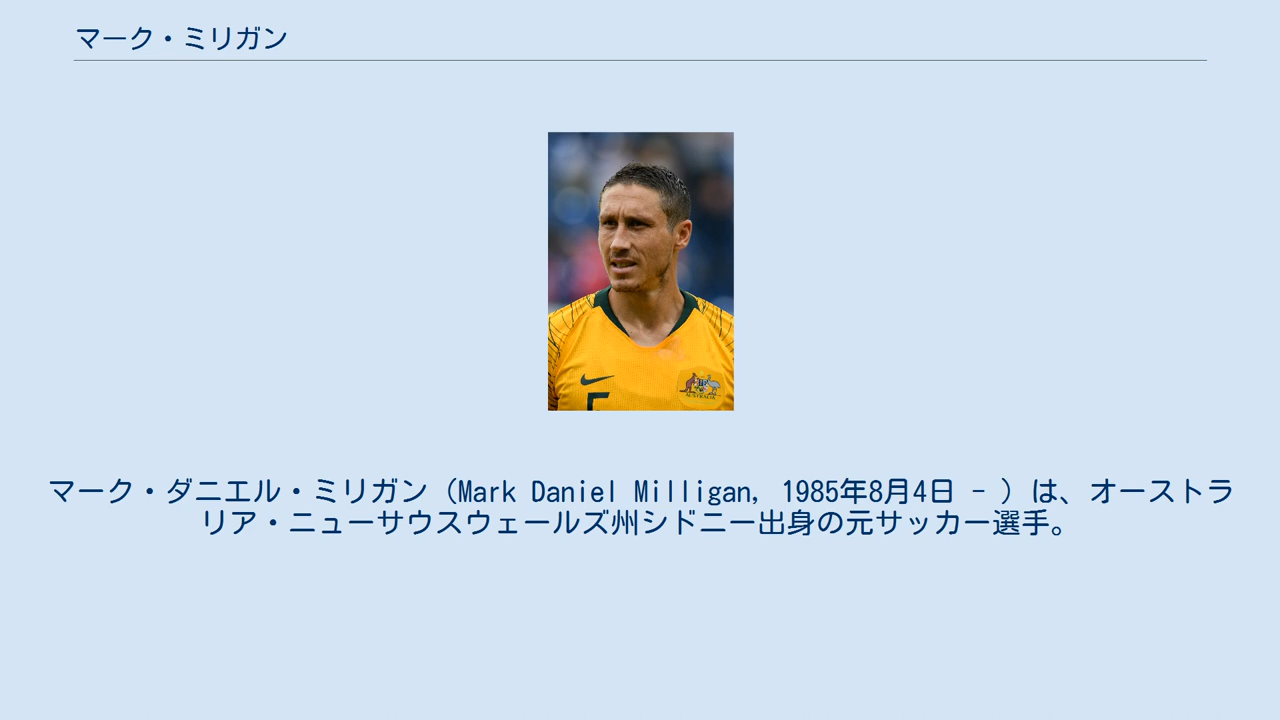 マーク・ミリガン
AUSTRALIA
マーク・ダニエル・ミリガン（Mark Daniel Milligan, 1985年8月4日 - ）は、オーストラ
リア・ニューサウスウェールズ州シドニー出身の元サッカー選手。